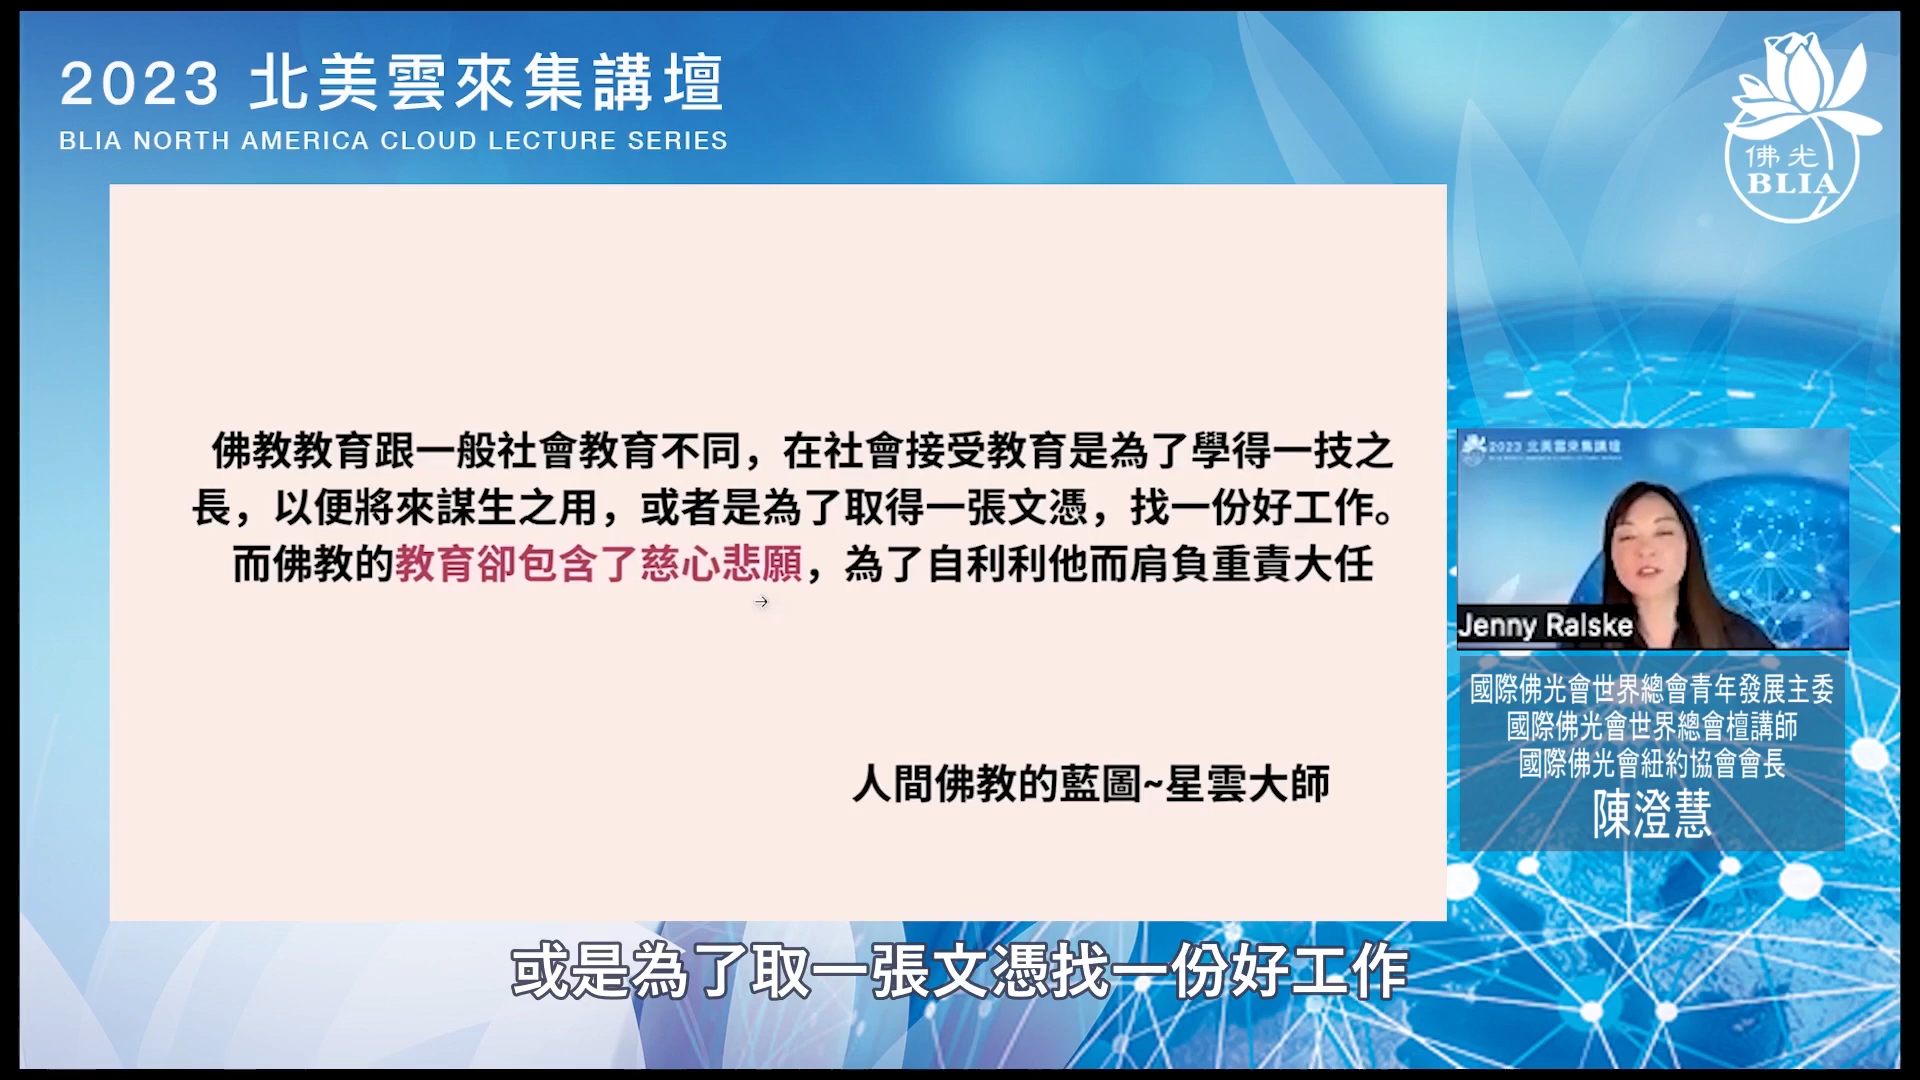 2023 北美雲來集講壇
BLIA NORTH AMERICA CLOUD LECTURE SERIES
佛光
BLIA
佛教教育跟一般社會教育不同，在社會接受教育是為了學得一技之
長，以便將來謀生之用，或者是為了取得一張文憑，找一份好工作。
而佛教的教育卻包含了慈心悲願，為了自利利他而肩負重責大任
人間佛教的藍圖~星雲大師
2023 北美雲來集講壇
Jenny Ralske
國際佛光會世界總會青年發展主委
國際佛光會世界總會檀講師
國際佛光會紐約協會會長
陳澄慧
或是為了取一張文憑找一份好工作